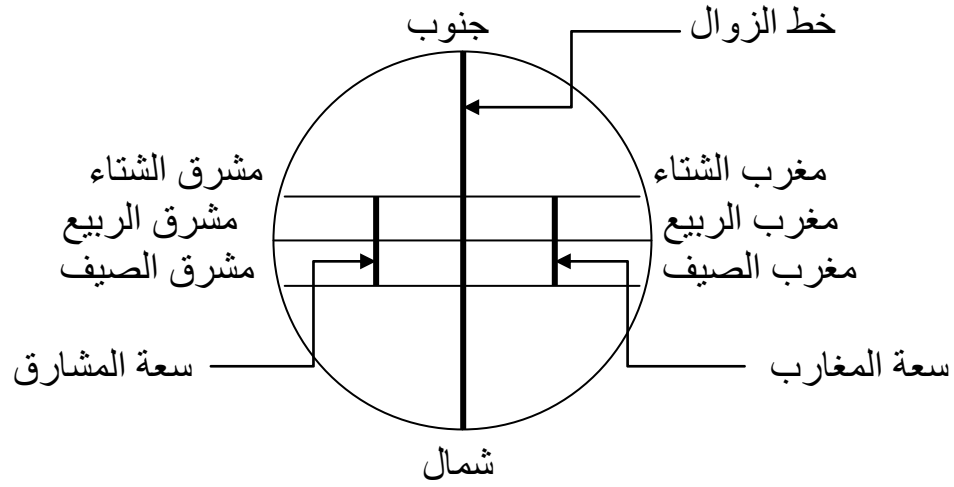 خط الزوال
جنوب
مغرب الشتاء
مغرب الربيع
مغرب الصيف
مشرق الشتاء
مشرق الربيع
مشرق الصيف
سعة المغارب
سعة المشارق
شمال